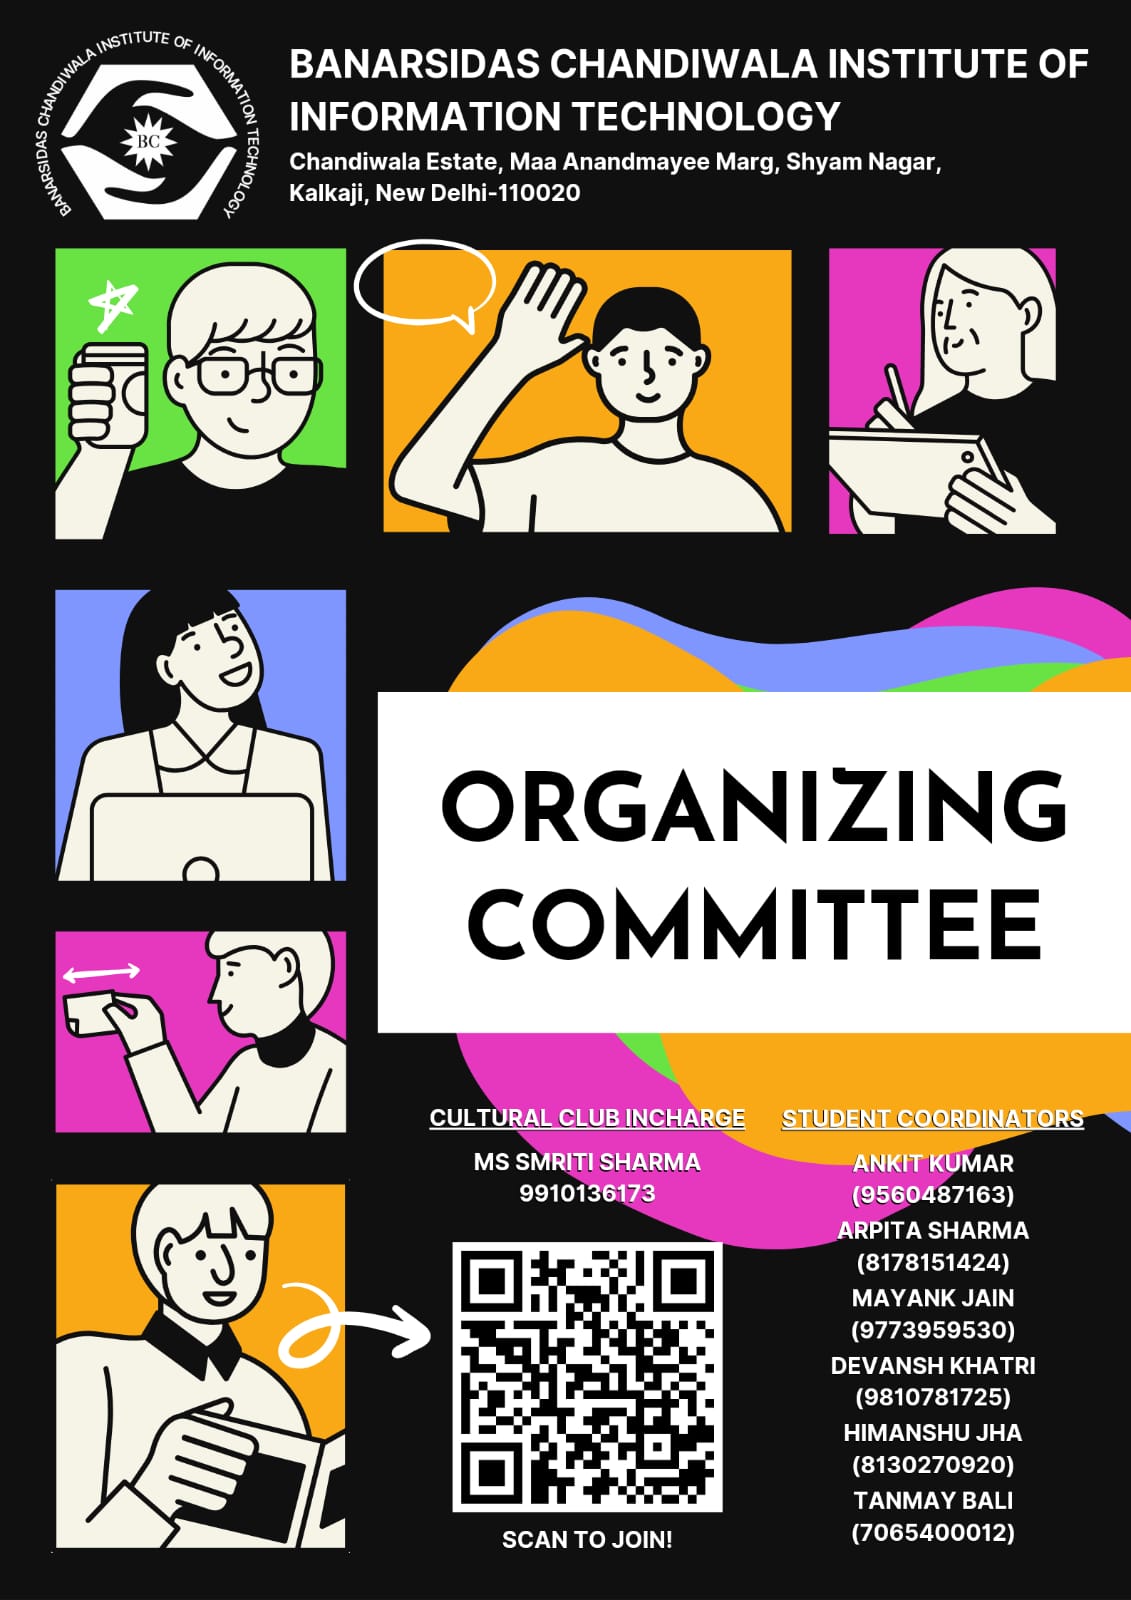 BANARSIDAS CHANDIWALA INSTITUTE OF INFORMATION TECHNOLOGY
BC
BANARSIDAS CHANDIWALA INSTITUTE OF
INFORMATION TECHNOLOGY
Chandiwala Estate, Maa Anandmayee Marg, Shyam Nagar,
Kalkaji, New Delhi-110020
ORGANIZING
COMMITTEE
CULTURAL CLUB INCHARGE
MS SMRITI SHARMA
9910136173
SCAN TO JOIN!
STUDENT COORDINATORS
ANKIT KUMAR
(9560487163)
ARPITA SHARMA
(8178151424)
MAYANK JAIN
(9773959530)
DEVANSH KHATRI
(9810781725)
HIMANSHU JHA
(8130270920)
TANMAY BALI
(7065400012)